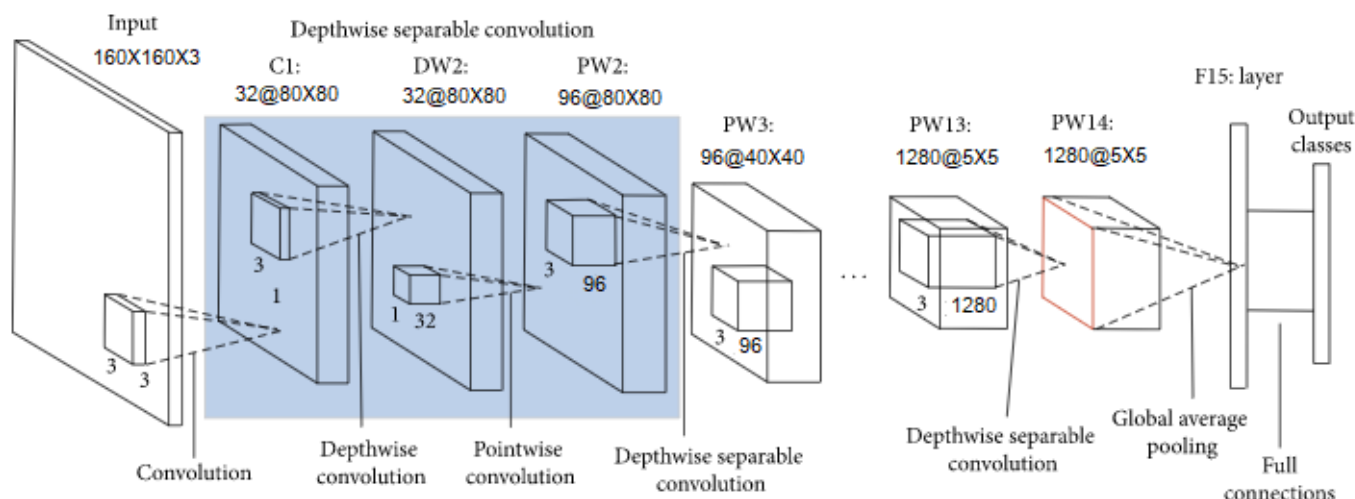 Input
160X160X3
Depthwise separable convolution
C1:
32@80X80
DW2:
32@80X80
PW2:
96@80X80
PW3:
96@40X40
PW13:
1280@5X5
PW14:
1280@5X5
F15: layer
Output
classes
3
3
3
1
1
32
3
96
3
96
...
3
1280
Convolution
Depthwise
convolution
Pointwise
convolution
Depthwise separable
convolution
Depthwise separable
convolution
Global average
pooling
Full
connections